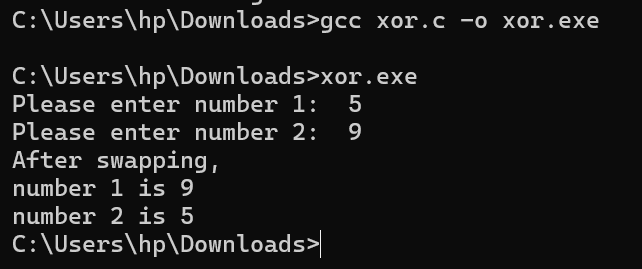 C:\Users\hp\Downloads>gcc xor.c -o xor.exe
C:\Users\hp\Downloads>xor.exe
Please enter number 1:  5
Please enter number 2:  9
After swapping,
number 1 is 9
number 2 is 5
C:\Users\hp\Downloads>